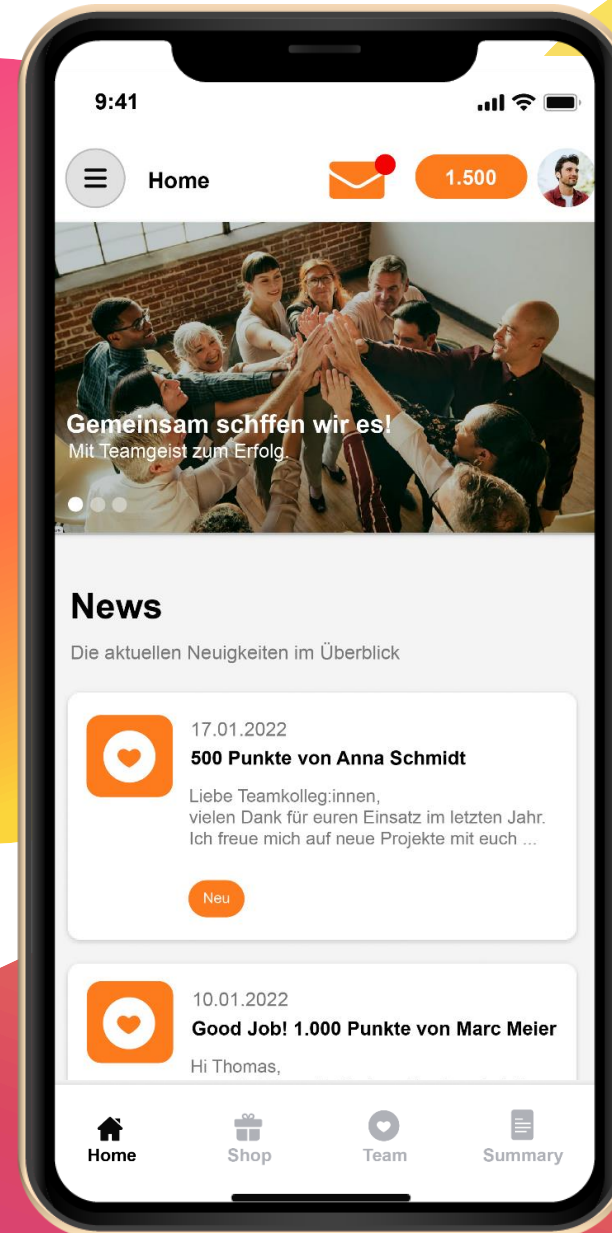 9:41
Home
1.500
Gemeinsam schffen wir es!
Mit Teamgeist zum Erfolg.
News
Die aktuellen Neuigkeiten im Überblick
17.01.2022
500 Punkte von Anna Schmidt
Liebe Teamkolleg:innen,
vielen Dank für euren Einsatz im letzten Jahr.
Ich freue mich auf neue Projekte mit euch ...
Neu
10.01.2022
Good Job! 1.000 Punkte von Marc Meier
Hi Thomas,
Home
Shop
Team
Summary